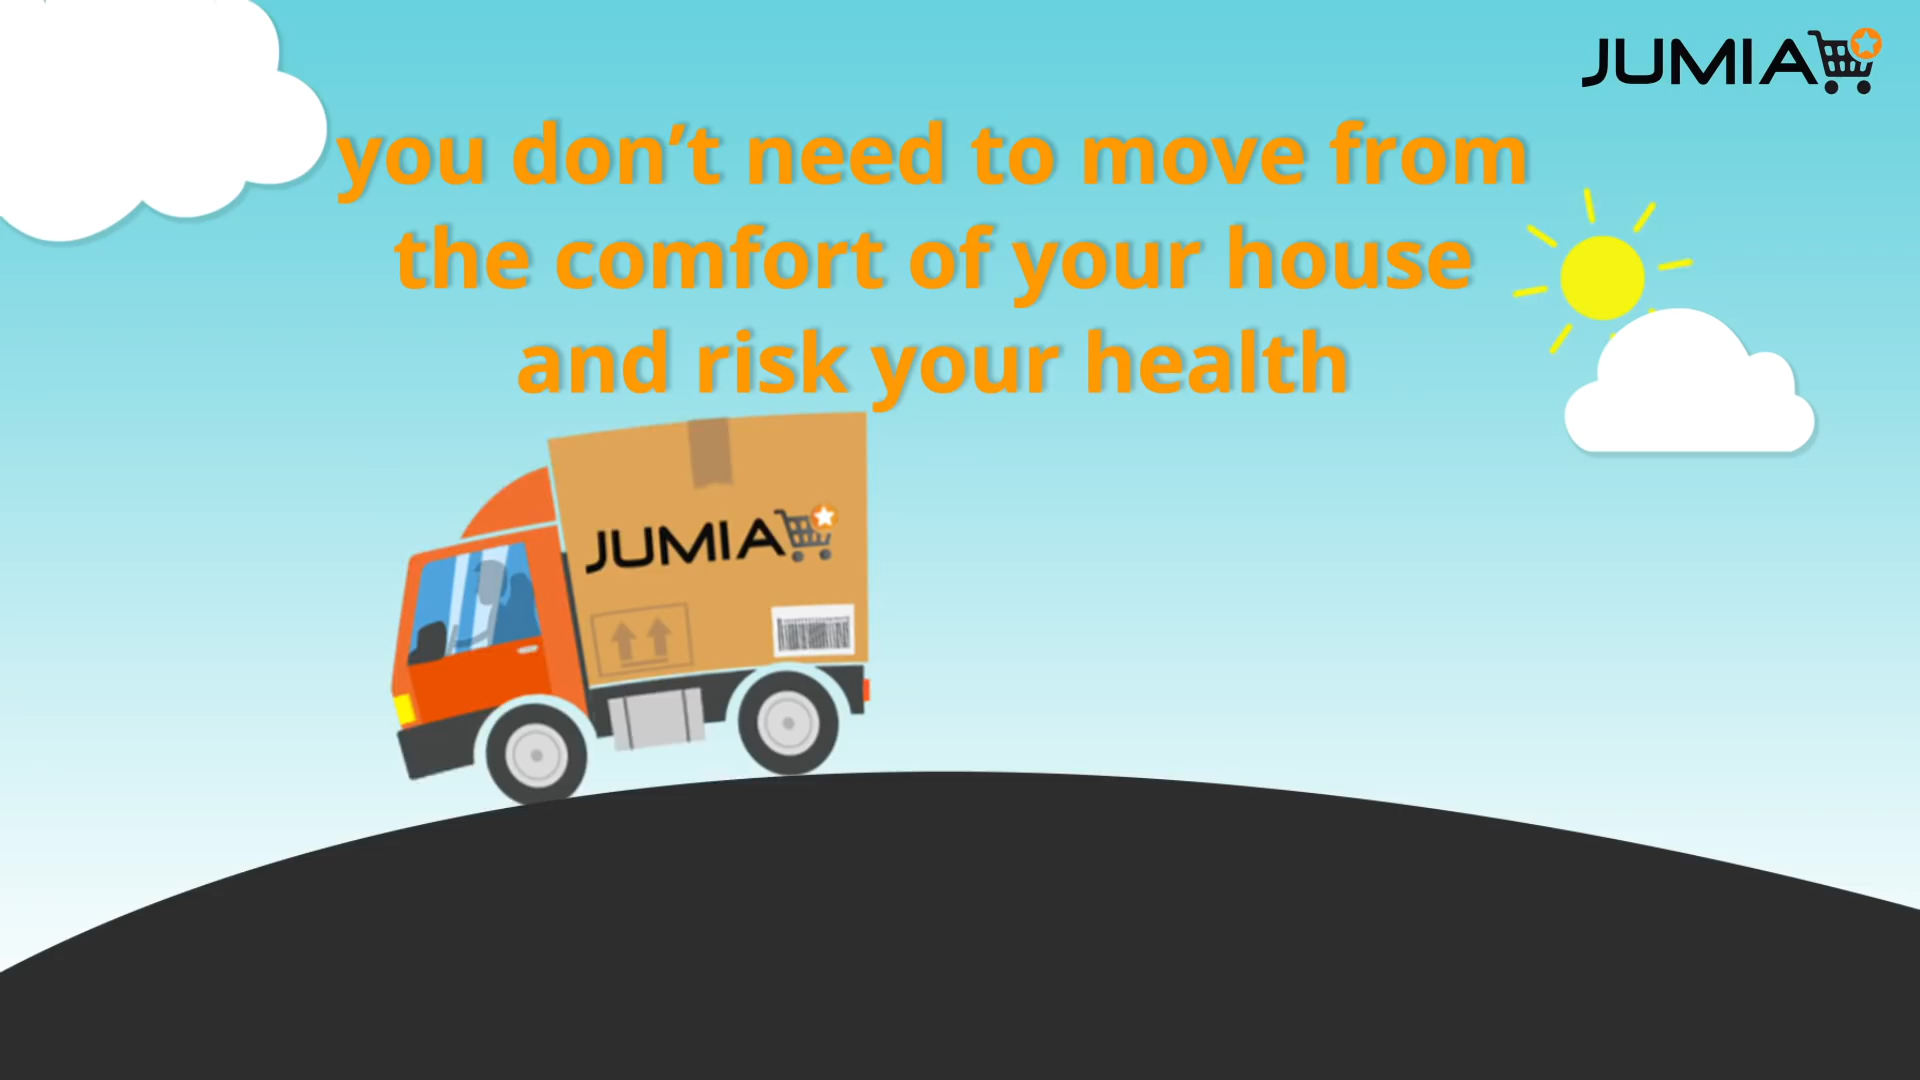 JUMIA
you don’t need to move from
the comfort of your house
and risk your health
JUMIA